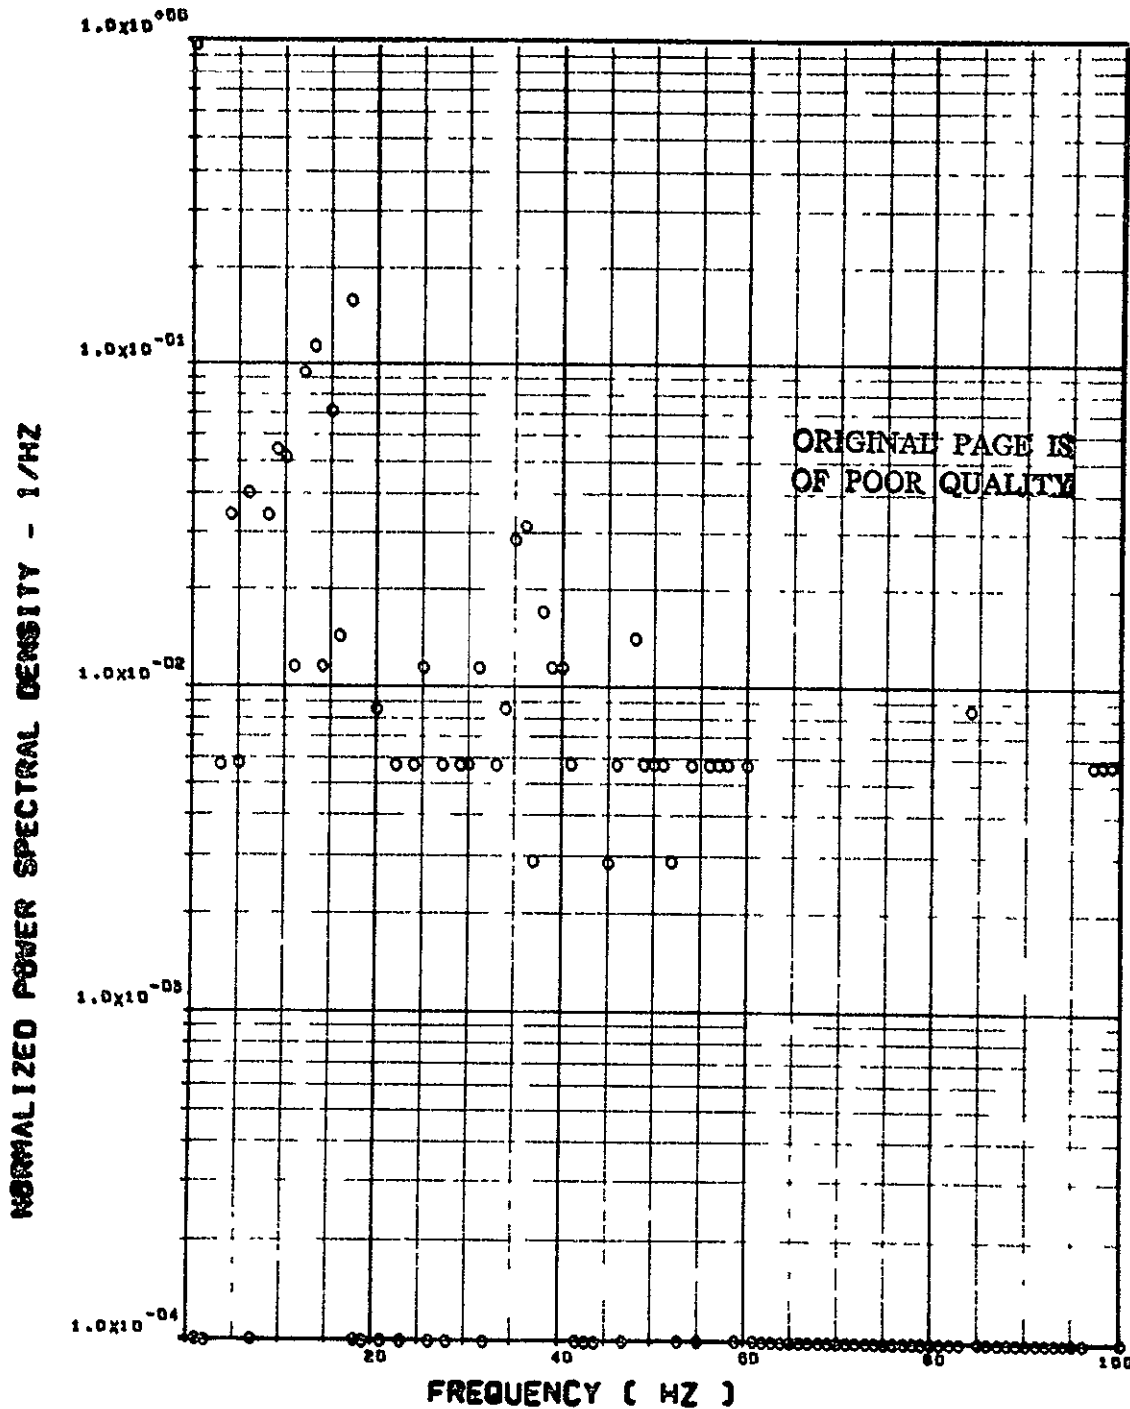 1.0x10+00
1.0x10-01
ORIGINAL PAGE IS
OF POOR QUALITY
1.0x10-02
1.0x10-03
1.0x10-04
NORMALIZED POWER SPECTRAL DENSITY - 1/HZ
20 40 60 80 100
FREQUENCY ( HZ )